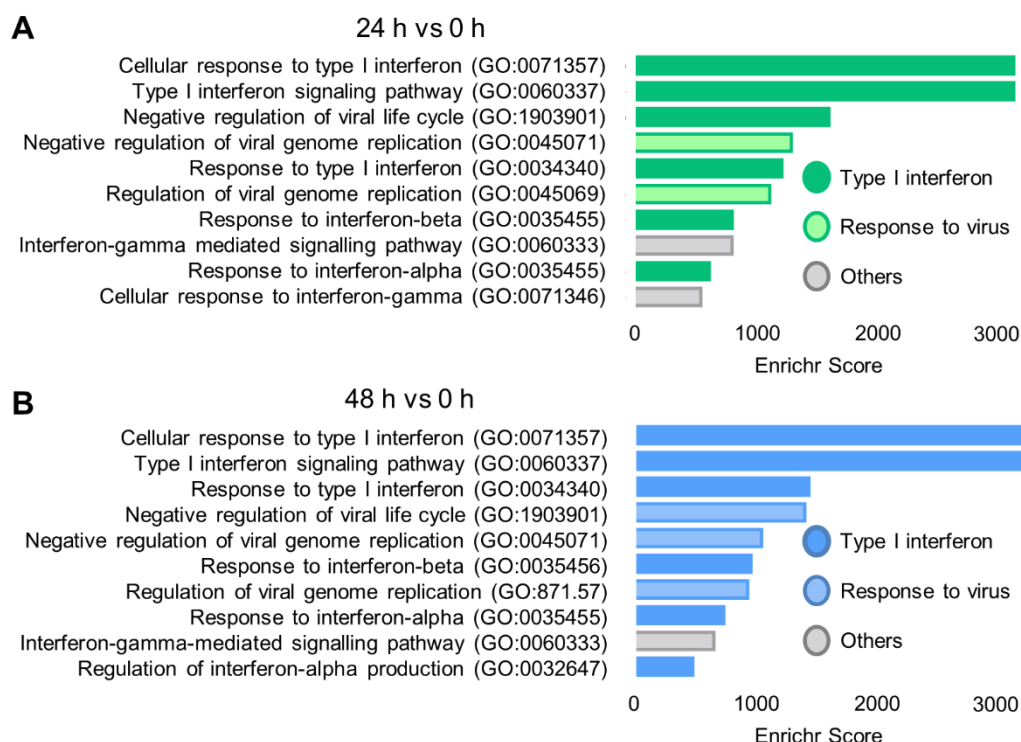 A
24 h vs 0 h
Cellular response to type I interferon (GO:0071357)
Type I interferon signaling pathway (GO:0060337)
Negative regulation of viral life cycle (GO:1903901)
Negative regulation of viral genome replication (GO:0045071)
Response to type I interferon (GO:0034340)
Regulation of viral genome replication (GO:0045069)
Response to interferon-beta (GO:0035455)
Interferon-gamma mediated signalling pathway (GO:0060333)
Response to interferon-alpha (GO:0035455)
Cellular response to interferon-gamma (GO:0071346)
Type I interferon
Response to virus
Others
0 1000 2000 3000
Enrichr Score
B
48 h vs 0 h
Cellular response to type I interferon (GO:0071357)
Type I interferon signaling pathway (GO:0060337)
Response to type I interferon (GO:0034340)
Negative regulation of viral life cycle (GO:1903901)
Negative regulation of viral genome replication (GO:0045071)
Response to interferon-beta (GO:0035456)
Regulation of viral genome replication (GO:871.57)
Response to interferon-alpha (GO:0035455)
Interferon-gamma-mediated signalling pathway (GO:0060333)
Regulation of interferon-alpha production (GO:0032647)
Type I interferon
Response to virus
Others
0 1000 2000 3000
Enrichr Score